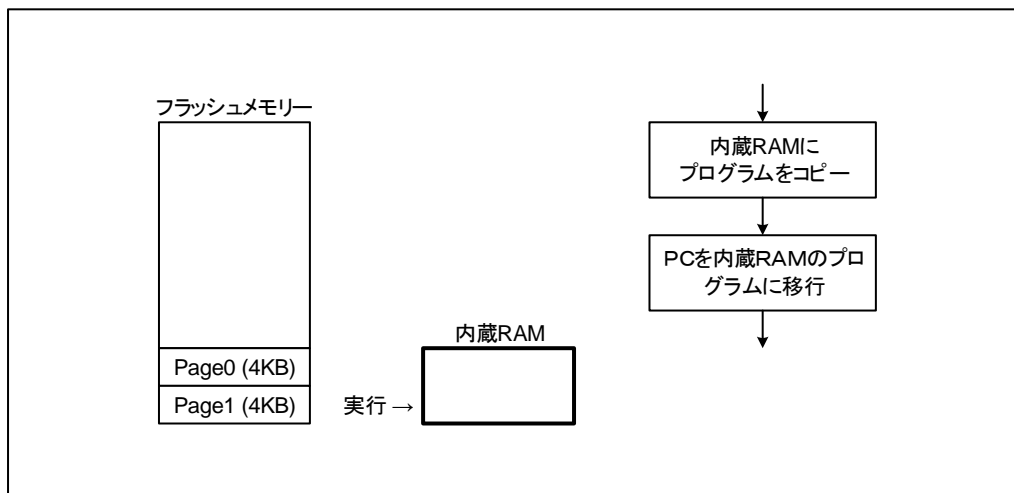 フラッシュメモリー
Page0 (4KB)
Page1 (4KB)
内蔵RAM
実行 →
内蔵RAMに
プログラムをコピー
PCを内蔵RAMのプロ
グラムに移行